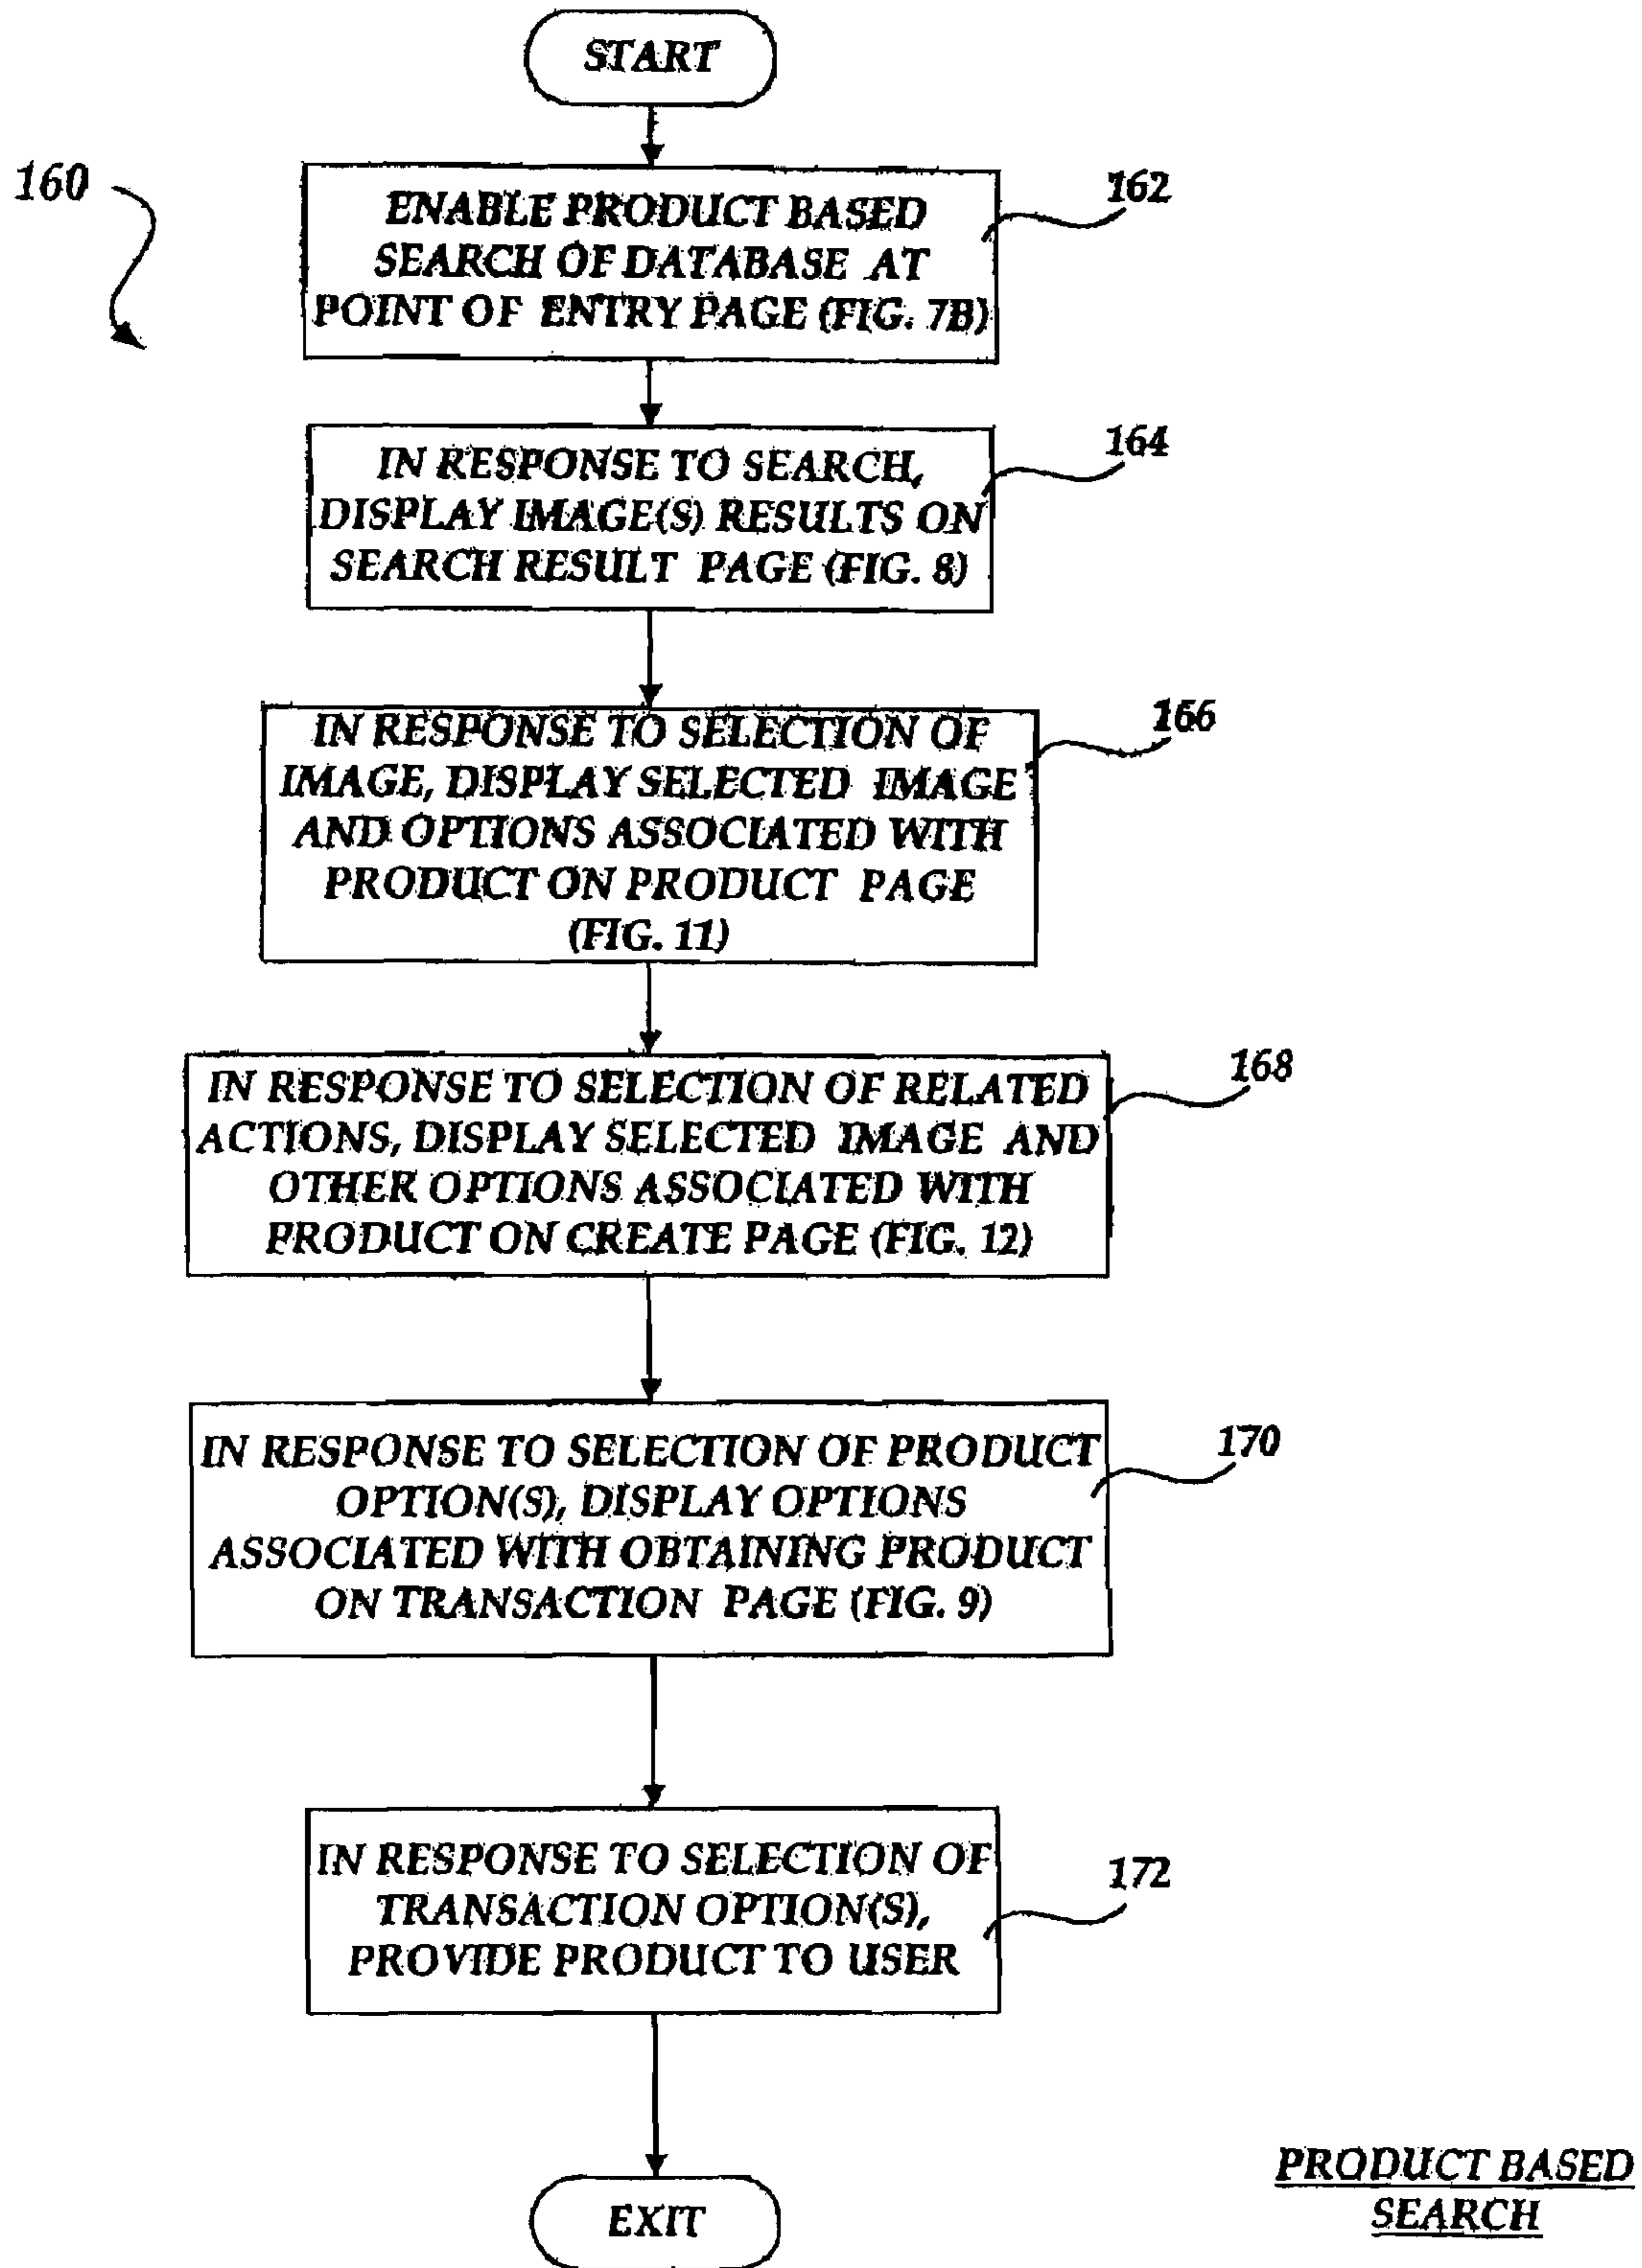 START
160
162
ENABLE PRODUCT BASED
SEARCH OF DATABASE AT
POINT OF ENTRY PAGE (FIG. 7B)
164
IN RESPONSE TO SEARCH,
DISPLAY IMAGE(S) RESULTS ON
SEARCH RESULT PAGE (FIG. 8)
166
IN RESPONSE TO SELECTION OF
IMAGE, DISPLAY SELECTED IMAGE
AND OPTIONS ASSOCIATED WITH
PRODUCT ON PRODUCT PAGE
(FIG. 11)
168
IN RESPONSE TO SELECTION OF RELATED
ACTIONS, DISPLAY SELECTED IMAGE AND
OTHER OPTIONS ASSOCIATED WITH
PRODUCT ON CREATE PAGE (FIG. 12)
170
IN RESPONSE TO SELECTION OF PRODUCT
OPTION(S), DISPLAY OPTIONS
ASSOCIATED WITH OBTAINING PRODUCT
ON TRANSACTION PAGE (FIG. 9)
172
IN RESPONSE TO SELECTION OF
TRANSACTION OPTION(S),
PROVIDE PRODUCT TO USER
EXIT
PRODUCT BASED
SEARCH